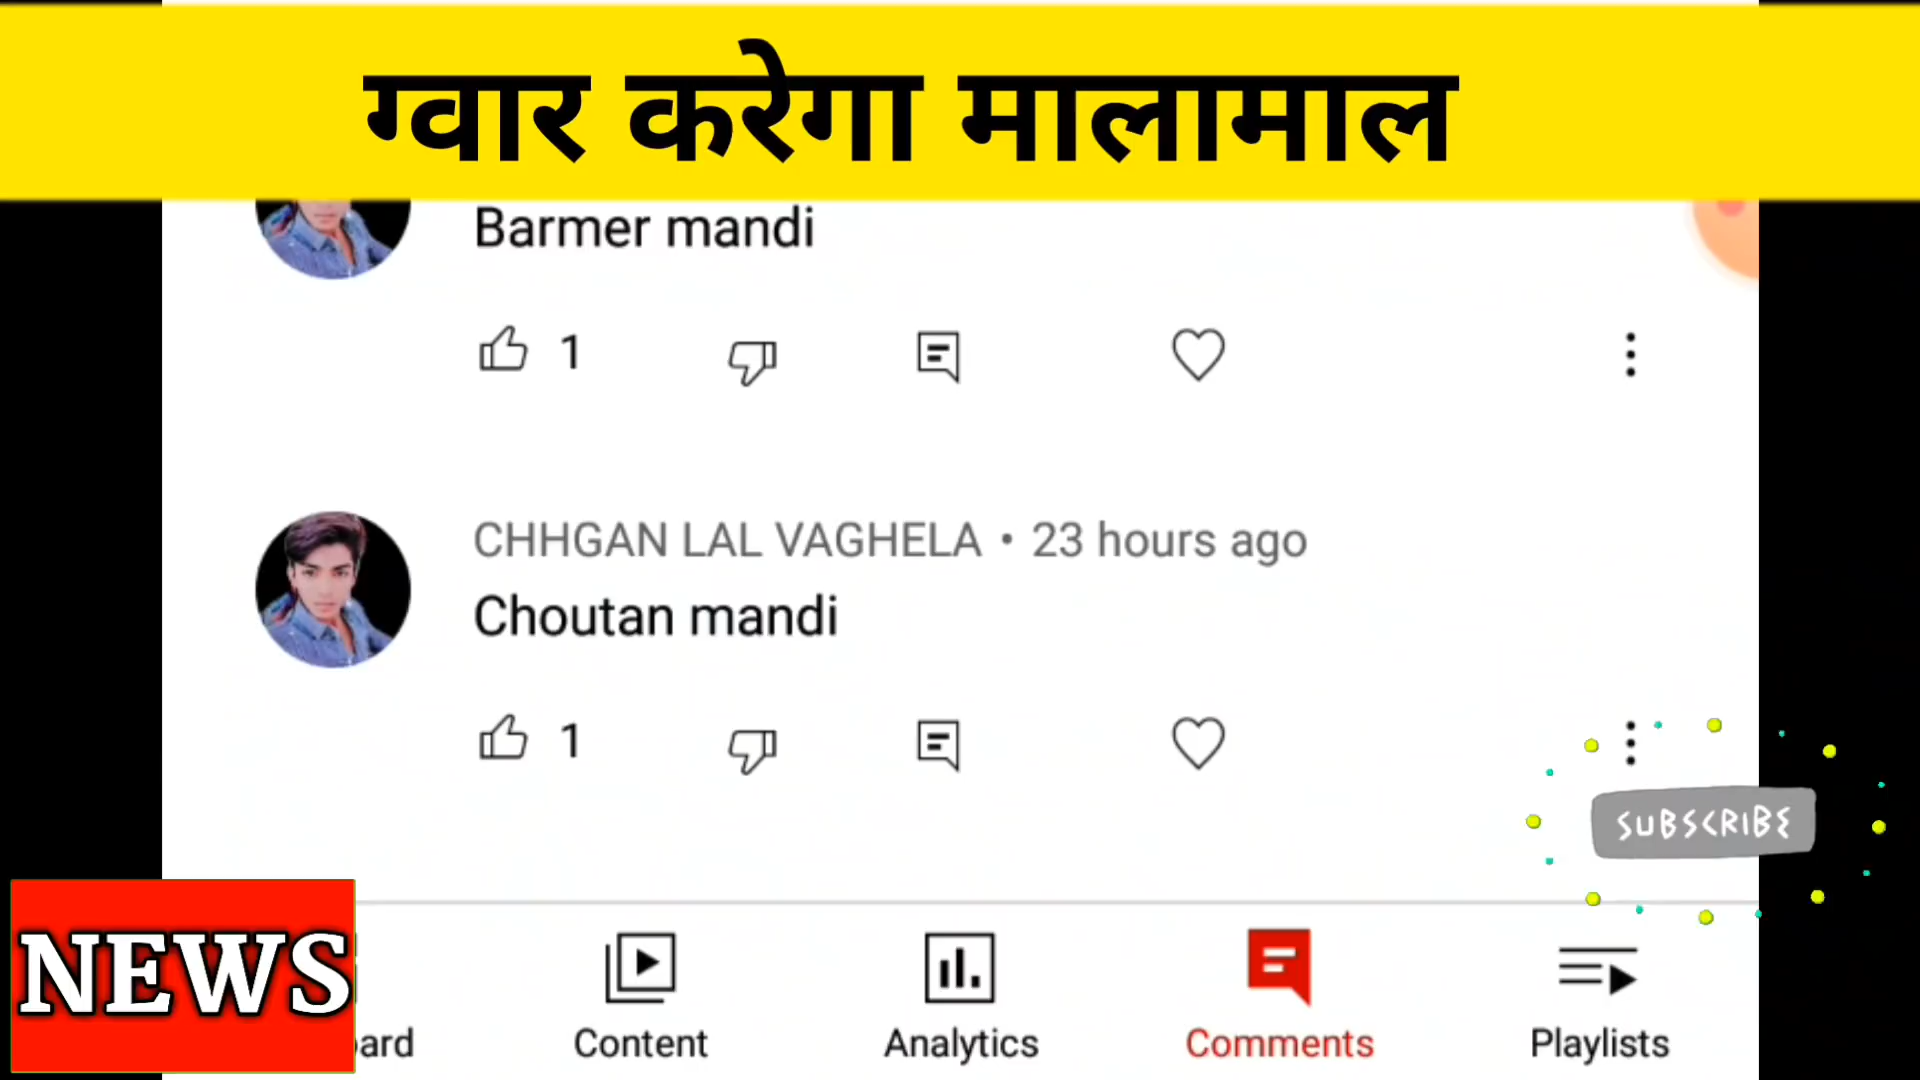 ग्वार करेगा मालामाल
Barmer mandi
1
CHHGAN LAL VAGHELA • 23 hours ago
Choutan mandi
1
SUBSCRIBE
NEWS
ard
Content
Analytics
Comments
Playlists